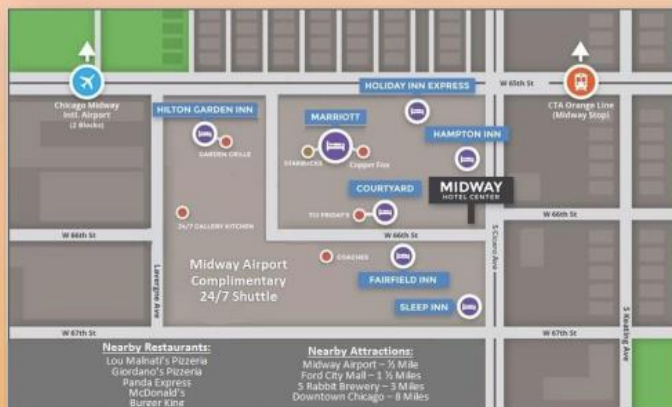 W 65th St
Chicago Midway
Intl. Airport
(2 Blocks)
CTA Orange Line
(Midway Stop)
HOLIDAY INN EXPRESS
HILTON GARDEN INN
MARRIOTT
HAMPTON INN
GARDEN GRILLE
STARBUCKS
Copper Fox
COURTYARD
MIDWAY
HOTEL CENTER
24/7 GALLERY KITCHEN
TGI FRIDAY'S
W 66th St
W 66th St
W 66th St
Midway Airport
Complimentary
24/7 Shuttle
COACHES
FAIRFIELD INN
SLEEP INN
Lavergne Ave
S Cicero Ave
S Keating Ave
W 67th St
W 67th St
Nearby Restaurants:
Lou Malnati's Pizzeria
Giordano's Pizzeria
Panda Express
McDonald's
Burger King
Nearby Attractions:
Midway Airport – ½ Mile
Ford City Mall – 1 ½ Miles
5 Rabbit Brewery – 3 Miles
Downtown Chicago – 8 Miles